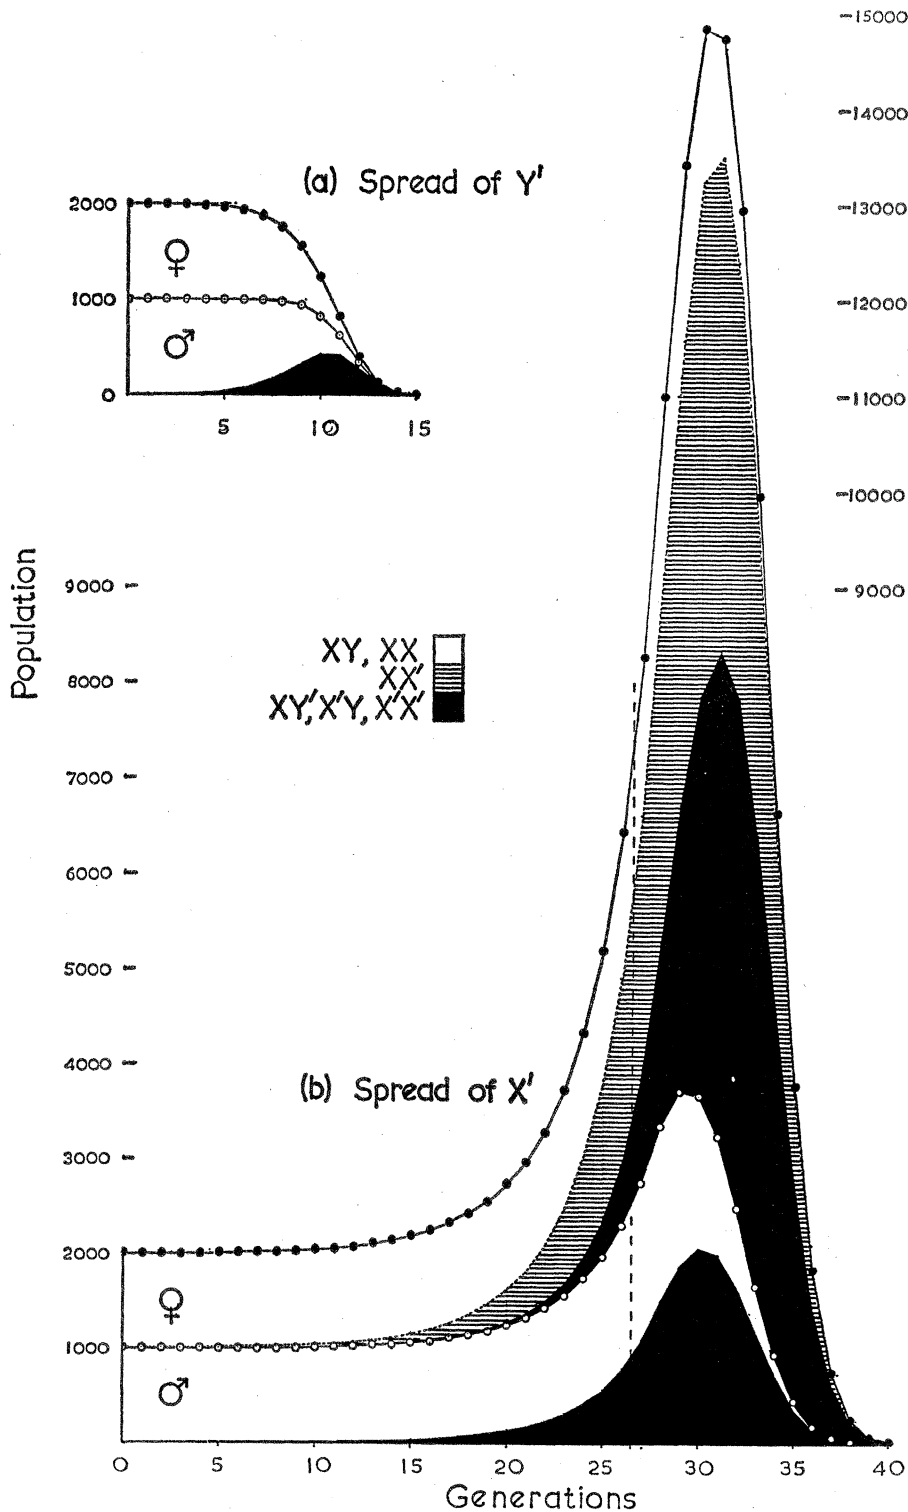 -15000
-14000
(a) Spread of Y'
2000
-13000
♀
1000
-12000
♂
0
-11000
5 10 15
-10000
Population
9000 -
-9000
XY, XX
XX'
XY', X'Y, X'X'
8000 -
7000 -
6000 -
5000 -
4000 -
(b) Spread of X'
3000 -
2000
♀
1000
♂
0 5 10 15 20 25 30 35 40
Generations